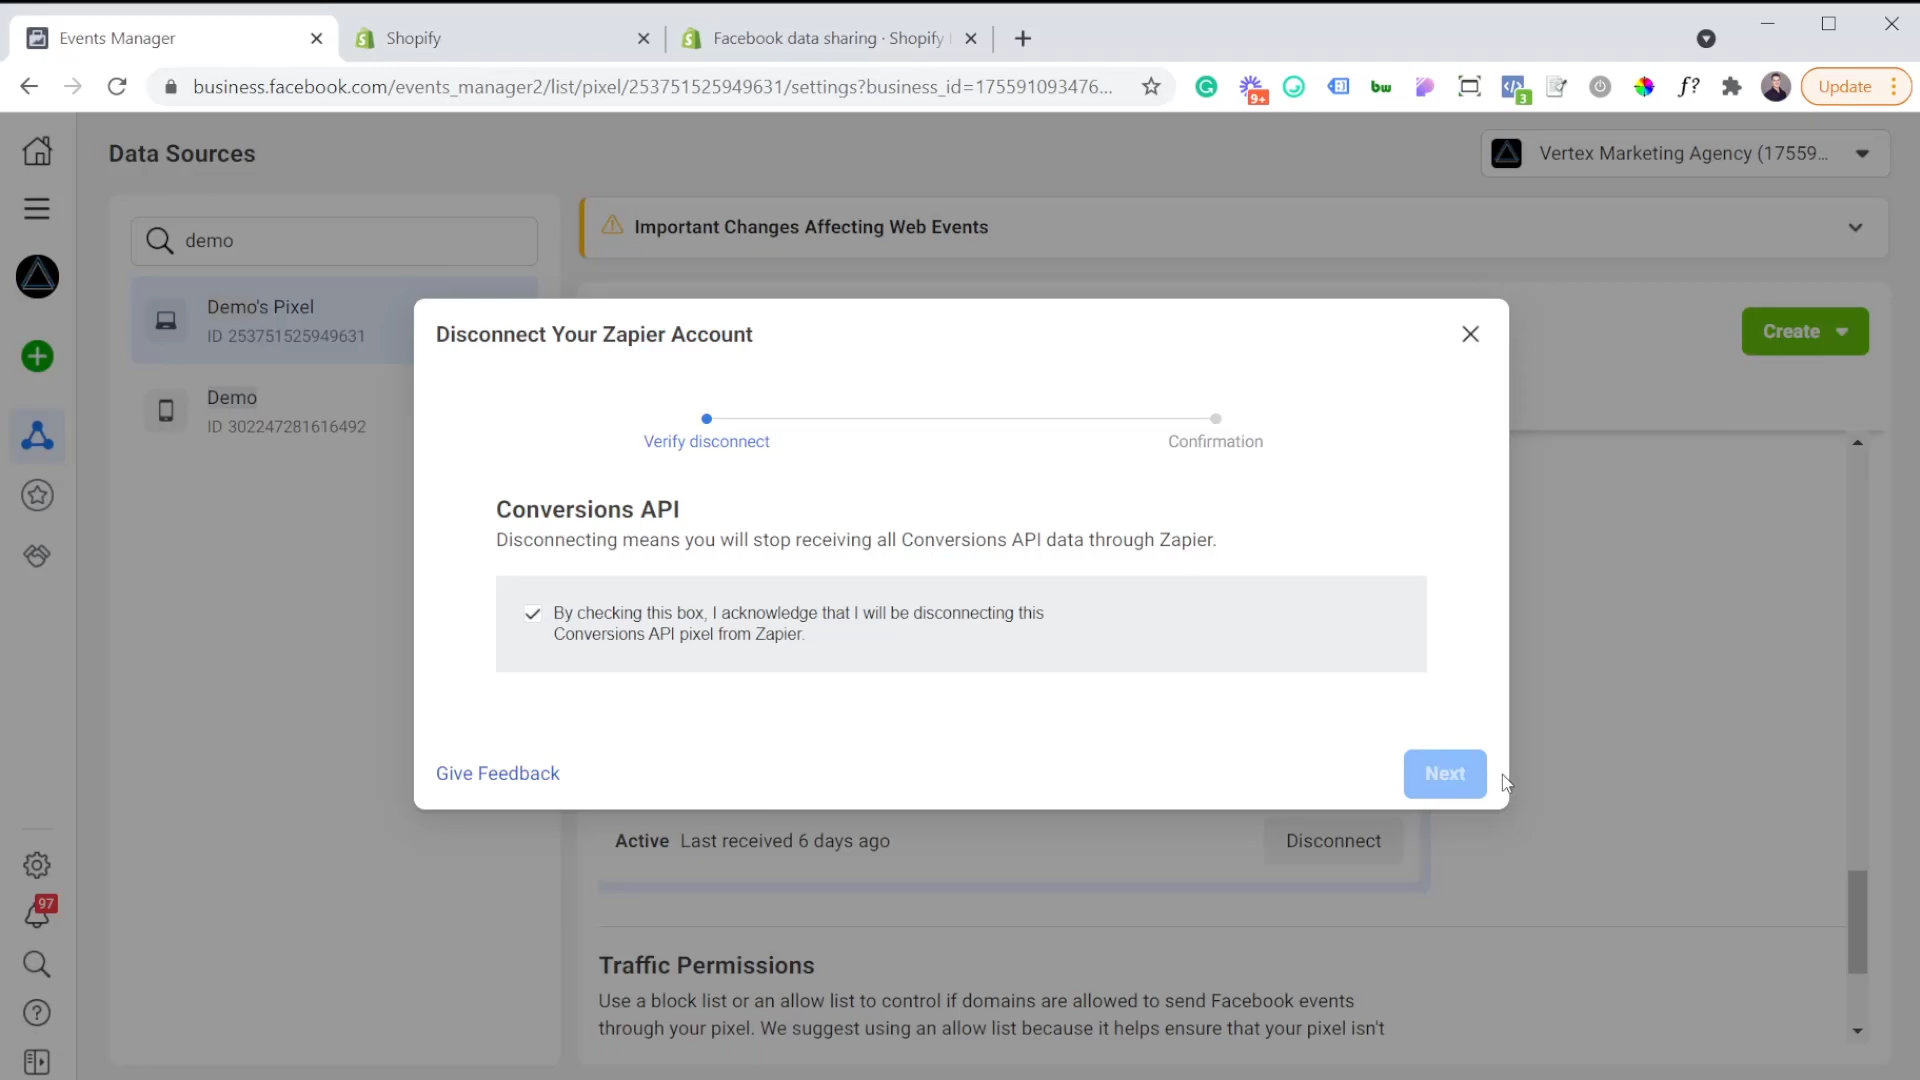 Events Manager
Shopify
Facebook data sharing · Shopify
business.facebook.com/events_manager2/list/pixel/253751525949631/settings?business_id=175591093476...
9+
bw
3
f?
Update
Data Sources
Vertex Marketing Agency (17559...
demo
Important Changes Affecting Web Events
Demo's Pixel
ID 253751525949631
Create
Demo
ID 302247281616492
Disconnect Your Zapier Account
Verify disconnect
Confirmation
Conversions API
Disconnecting means you will stop receiving all Conversions API data through Zapier.
By checking this box, I acknowledge that I will be disconnecting this
Conversions API pixel from Zapier.
Give Feedback
Next
Active Last received 6 days ago
Disconnect
97
Traffic Permissions
Use a block list or an allow list to control if domains are allowed to send Facebook events
through your pixel. We suggest using an allow list because it helps ensure that your pixel isn't